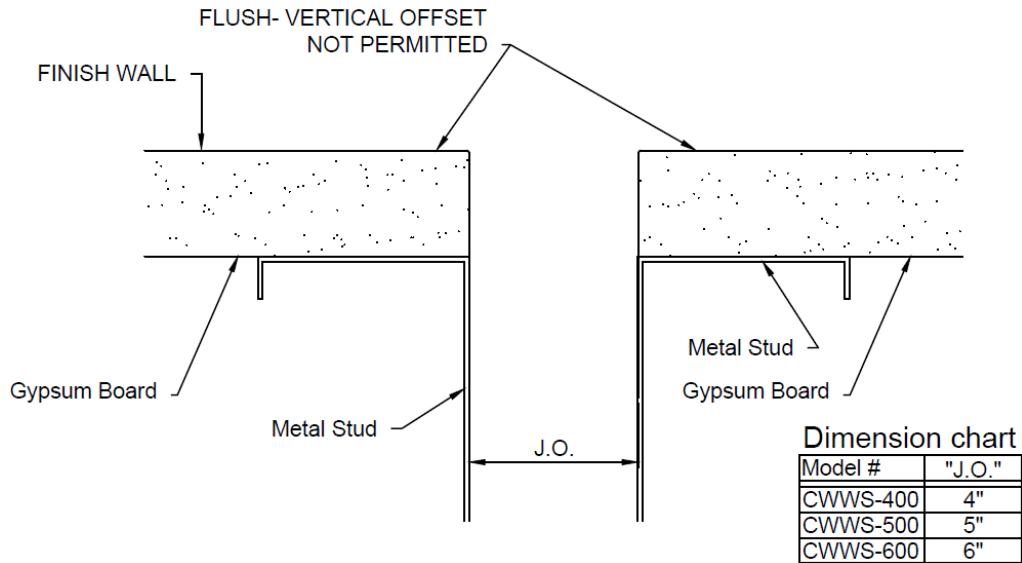 FLUSH- VERTICAL OFFSET
NOT PERMITTED
FINISH WALL
Metal Stud
Gypsum Board
Gypsum Board
Metal Stud
J.O.
Dimension chart
Model # "J.O."
CWWS-400 4"
CWWS-500 5"
CWWS-600 6"